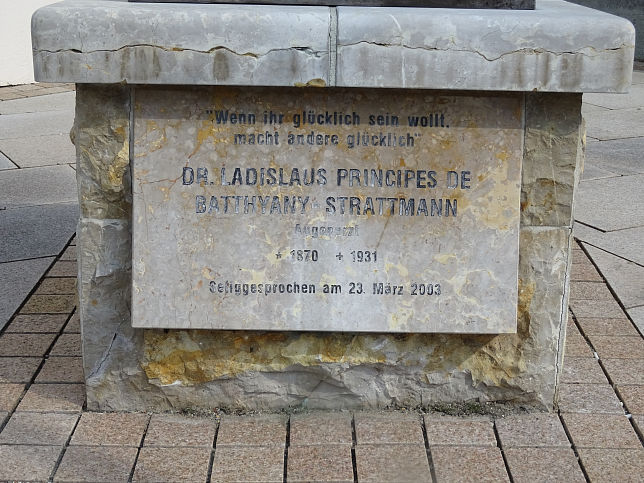 "Wenn ihr glücklich sein wollt,
macht andere glücklich"
DR. LADISLAUS PRINCIPES DE
BATTHYANY - STRATTMANN
Augenarzt
* 1870 + 1931
Seliggesprochen am 23. März 2003